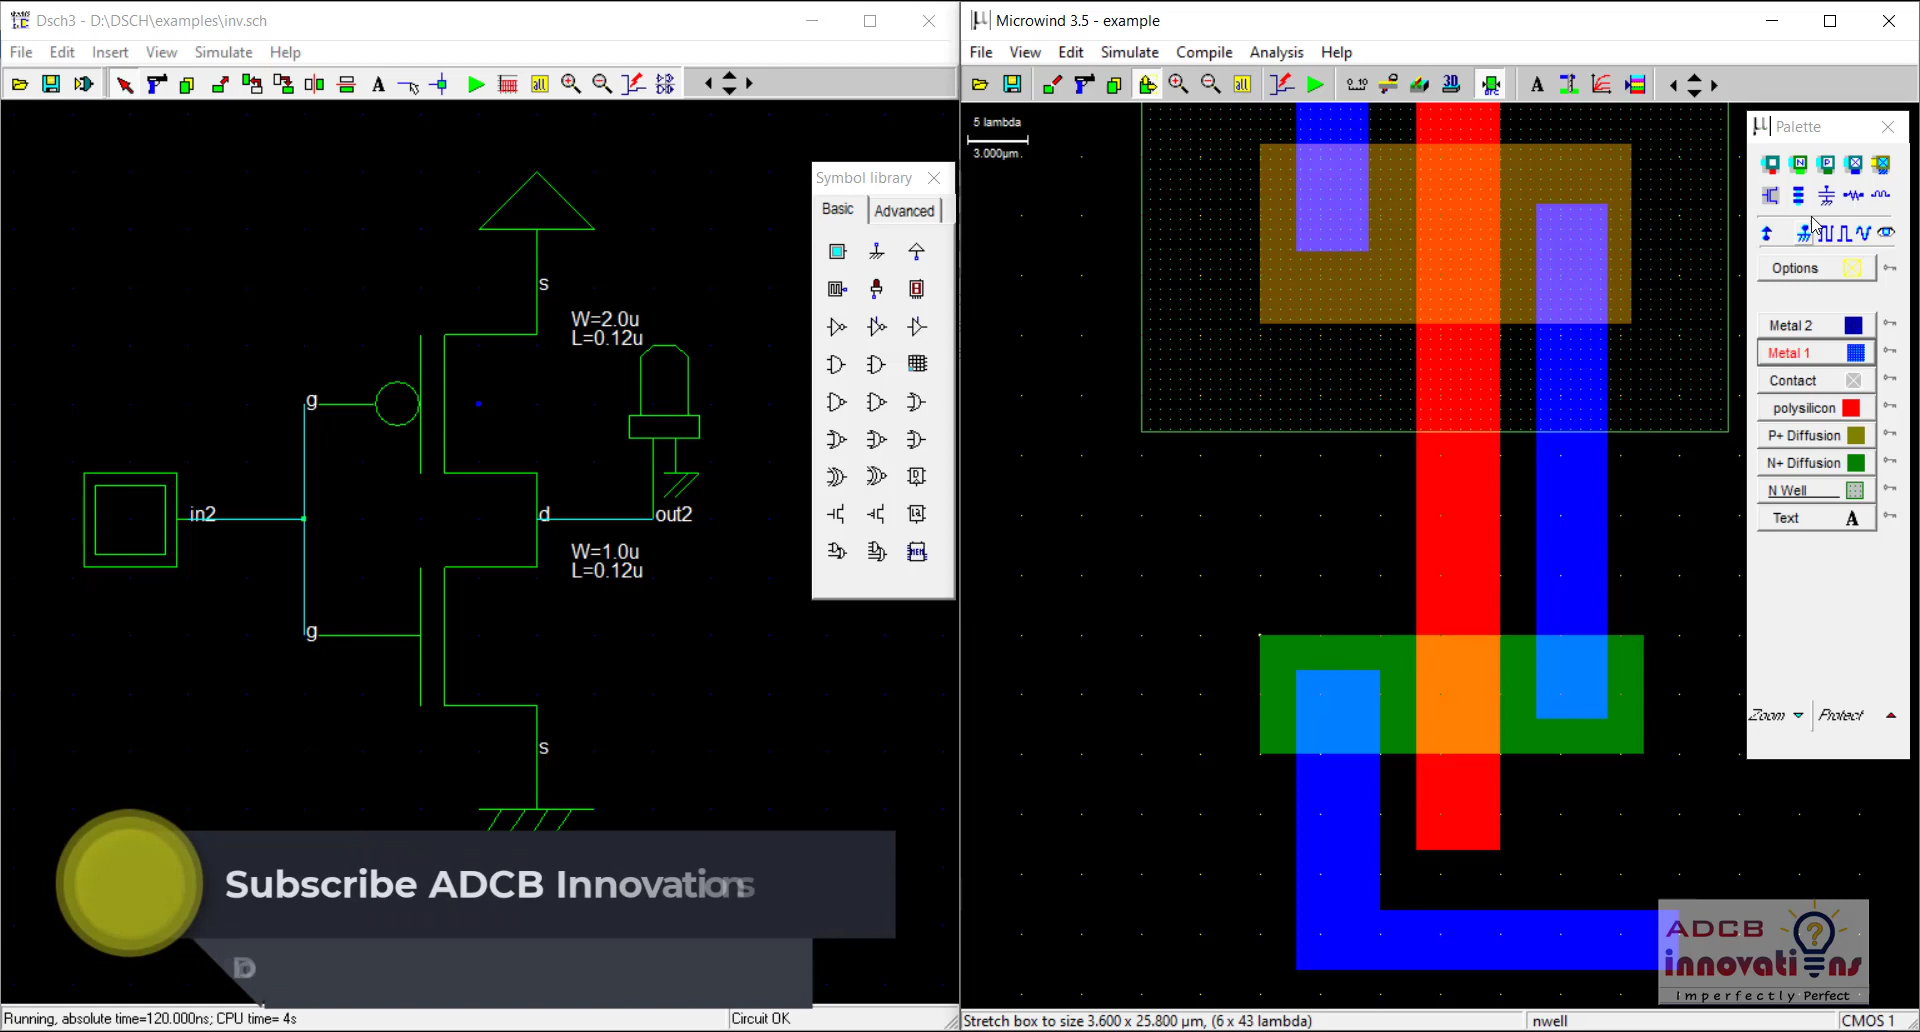 Dsch3 - D:\DSCH\examples\inv.sch
File Edit Insert View Simulate Help
s
W=2.0u
L=0.12u
g
in2
d
out2
W=1.0u
L=0.12u
g
s
Symbol library
Basic Advanced
Subscribe ADCB Innovations
Running, absolute time=120.000ns; CPU time= 4s
Circuit OK
Microwind 3.5 - example
File View Edit Simulate Compile Analysis Help
0.10
3D
A
5 lambda
3.000µm
Palette
N P
Options
Metal 2
Metal 1
Contact
polysilicon
P+ Diffusion
N+ Diffusion
N Well
Text A
Zoom Protect
ADCB
innovations
Imperfectly Perfect
Stretch box to size 3.600 x 25.800 µm, (6 x 43 lambda)
nwell
CMOS 1